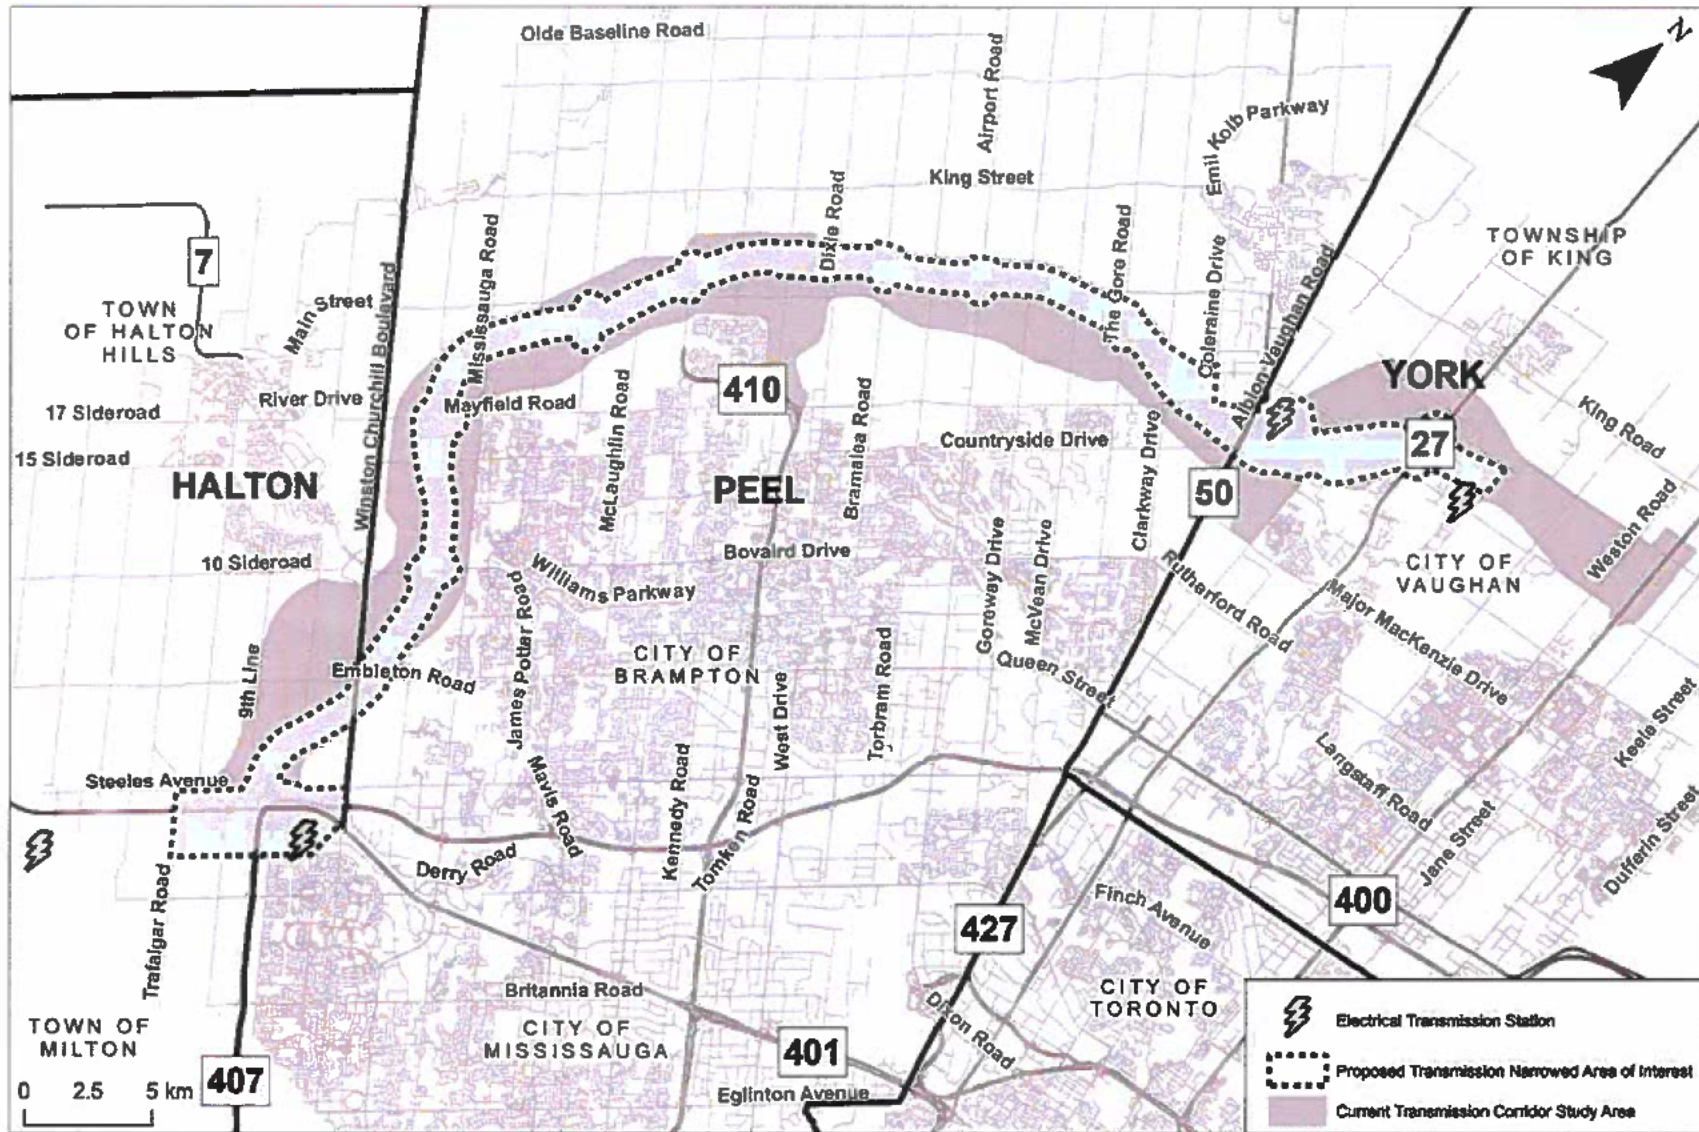 Olde Baseline Road
Airport Road
N
Emil Kolb Parkway
King Street
Dixie Road
Mississauga Road
The Gore Road
Coleraine Drive
Albion-Vaughan Road
TOWNSHIP
OF KING
7
TOWN
OF HALTON
HILLS
Main Street
Winston Churchill Boulevard
River Drive
17 Sideroad
15 Sideroad
Mayfield Road
McLaughlin Road
410
Bramalea Road
Countryside Drive
Clarkway Drive
YORK
27
King Road
HALTON
PEEL
50
Weston Road
10 Sideroad
Williams Parkway
Bovaird Drive
Goreway Drive
McVean Drive
Rutherford Road
CITY OF
VAUGHAN
Major MacKenzie Drive
9th Line
Embleton Road
James Potter Road
CITY OF
BRAMPTON
West Drive
Torbram Road
Queen Street
Langstaff Road
Keele Street
Steeles Avenue
Mavis Road
Kennedy Road
Tomken Road
Derry Road
Jane Street
Dufferin Street
Trafalgar Road
Finch Avenue
400
427
Britannia Road
Dixon Road
CITY OF
TORONTO
TOWN OF
MILTON
CITY OF
MISSISSAUGA
401
407
Eglinton Avenue
0 2.5 5 km
Electrical Transmission Station
Proposed Transmission Narrowed Area of Interest
Current Transmission Corridor Study Area